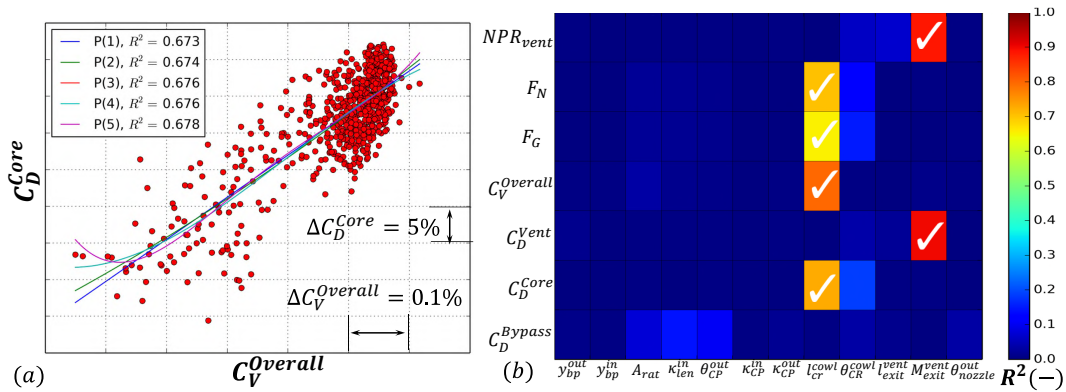 P(1), R² = 0.673
P(2), R² = 0.674
P(3), R² = 0.676
P(4), R² = 0.676
P(5), R² = 0.678
C_D^Core
ΔC_D^Core = 5%
ΔC_V^Overall = 0.1%
(a)
C_V^Overall
NPR_vent
F_N
F_G
C_V^Overall
C_D^Vent
C_D^Core
C_D^Bypass
y_bp^out y_bp^in A_rat κ_len^in θ_CP^out κ_CP^in κ_CP^out l_cr^cowl θ_CR^cowl l_exit^vent M_exit^vent θ_nozzle^out
(b)
1.0
0.9
0.8
0.7
0.6
0.5
0.4
0.3
0.2
0.1
0.0
R²(−)